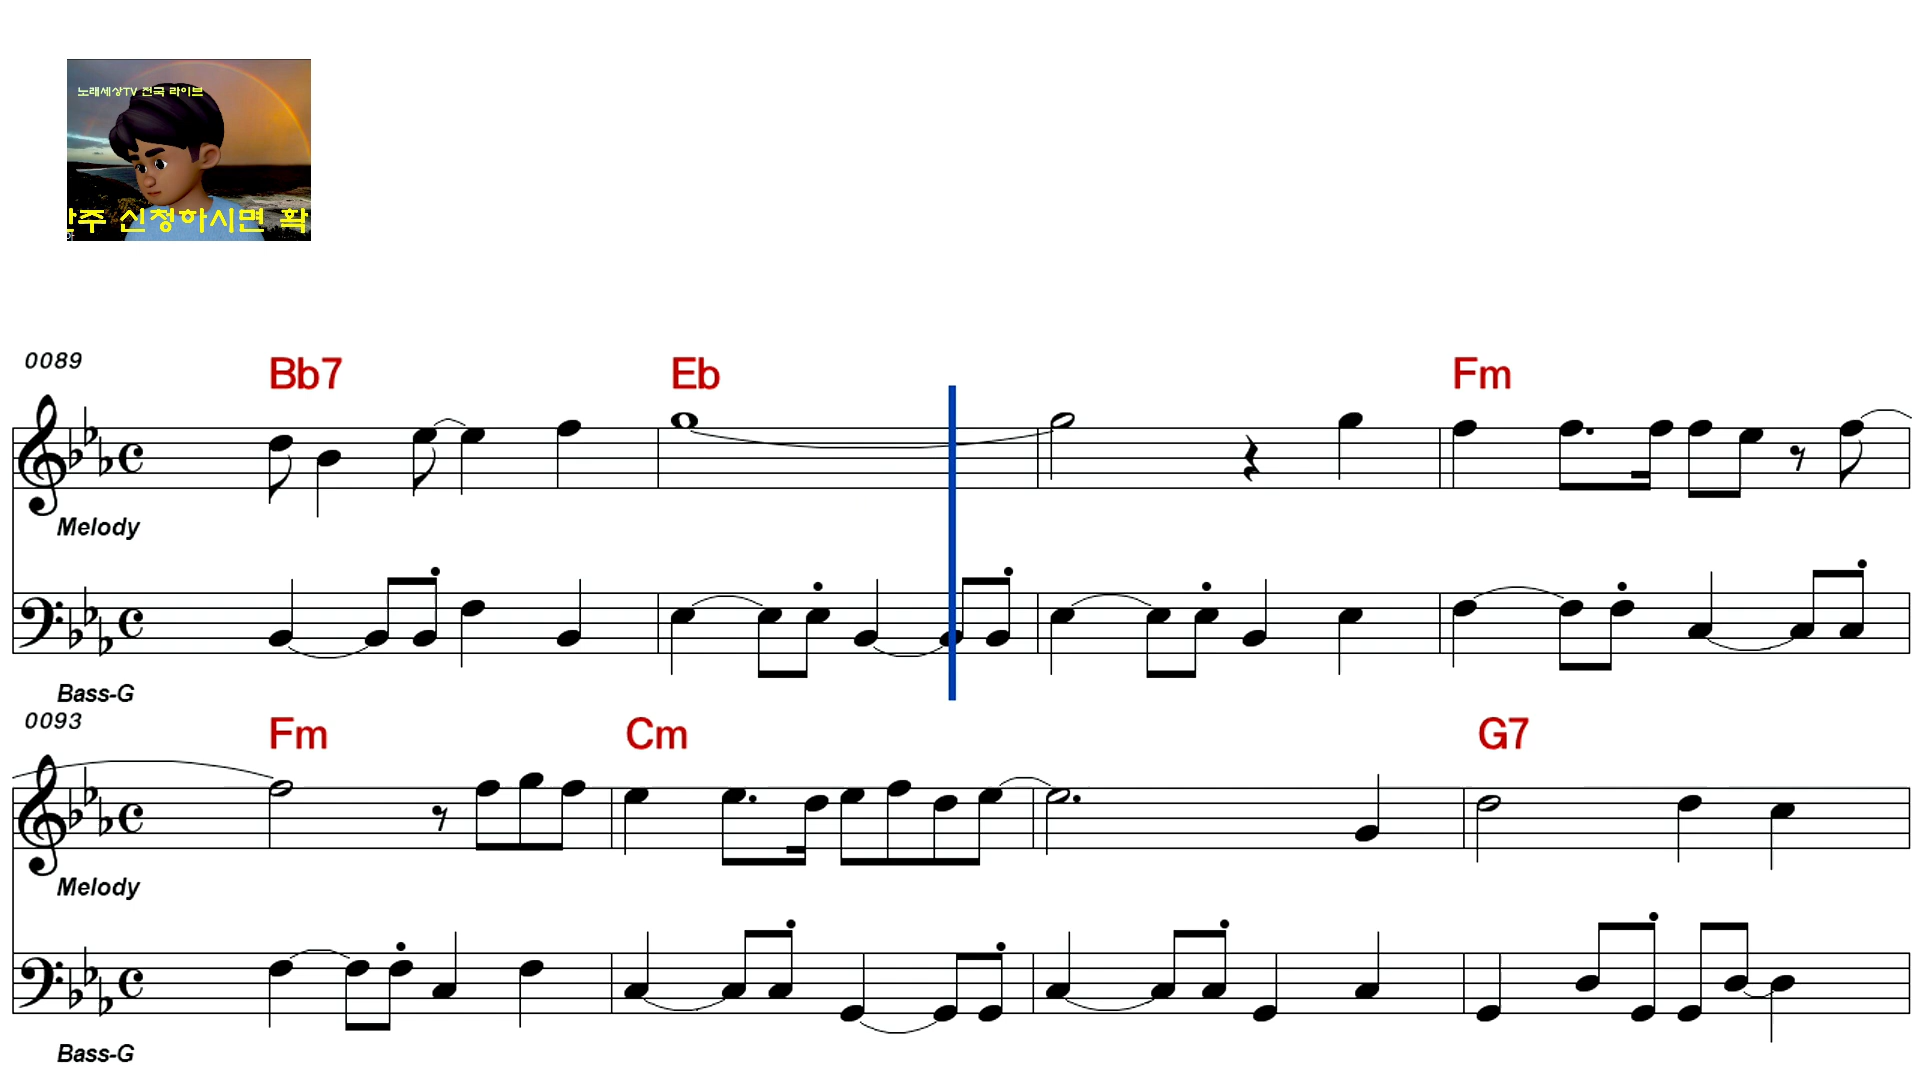 노래세상TV 전국 라이브
주 신청하시면 확
0089
Bb7 Eb Fm
Melody
Bass-G
0093
Fm Cm G7
Melody
Bass-G